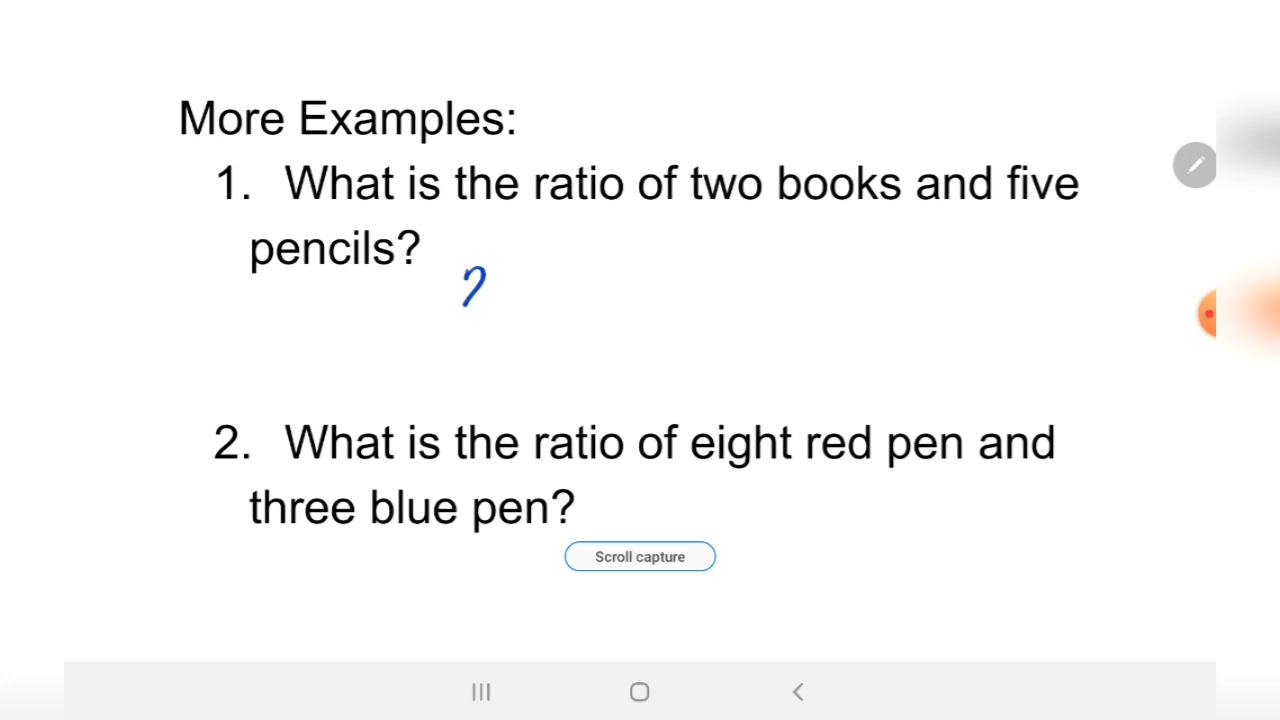 More Examples:
1. What is the ratio of two books and five
pencils?
2
2. What is the ratio of eight red pen and
three blue pen?
Scroll capture